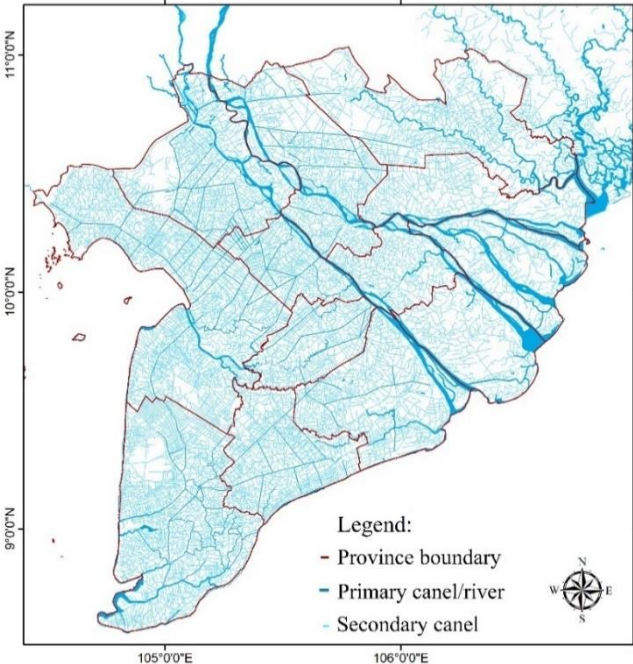 11°0'0"N
10°0'0"N
9°0'0"N
Legend:
Province boundary
Primary canel/river
Secondary canel
N
W E
S
105°0'0"E 106°0'0"E